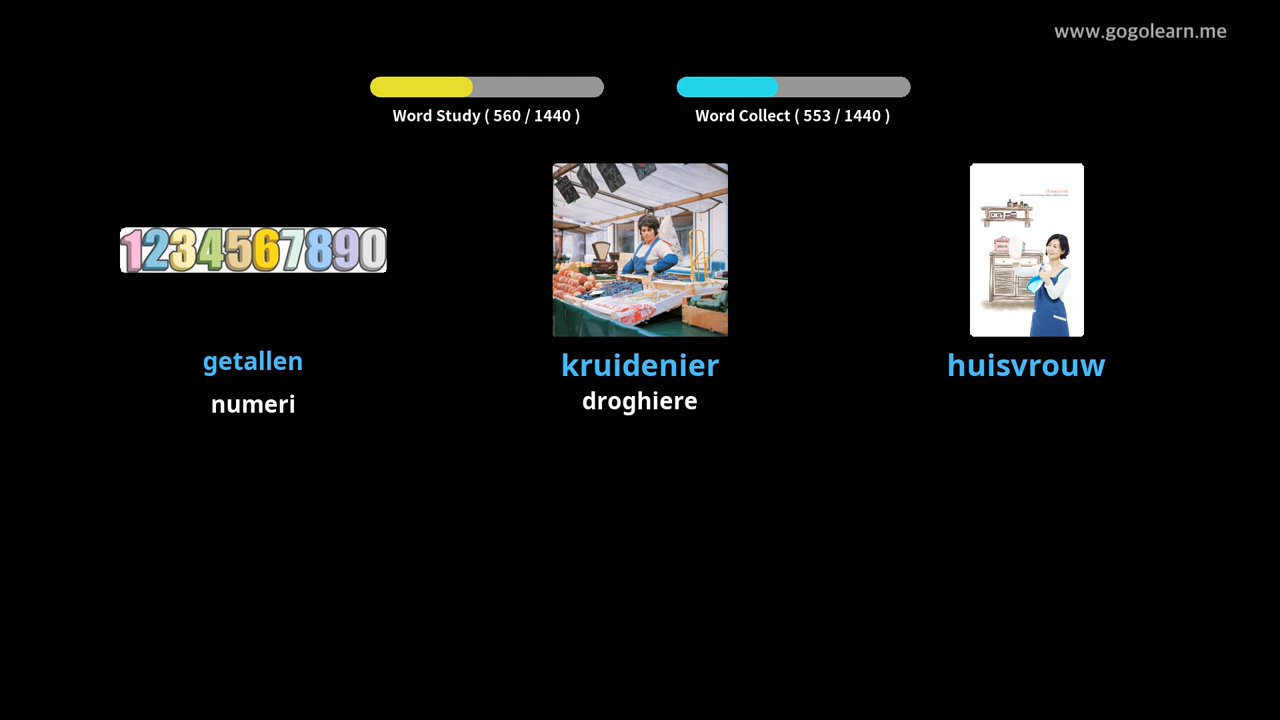 www.gogolearn.me
Word Study ( 560 / 1440 )
Word Collect ( 553 / 1440 )
1234567890
getallen
numeri
kruidenier
droghiere
huisvrouw